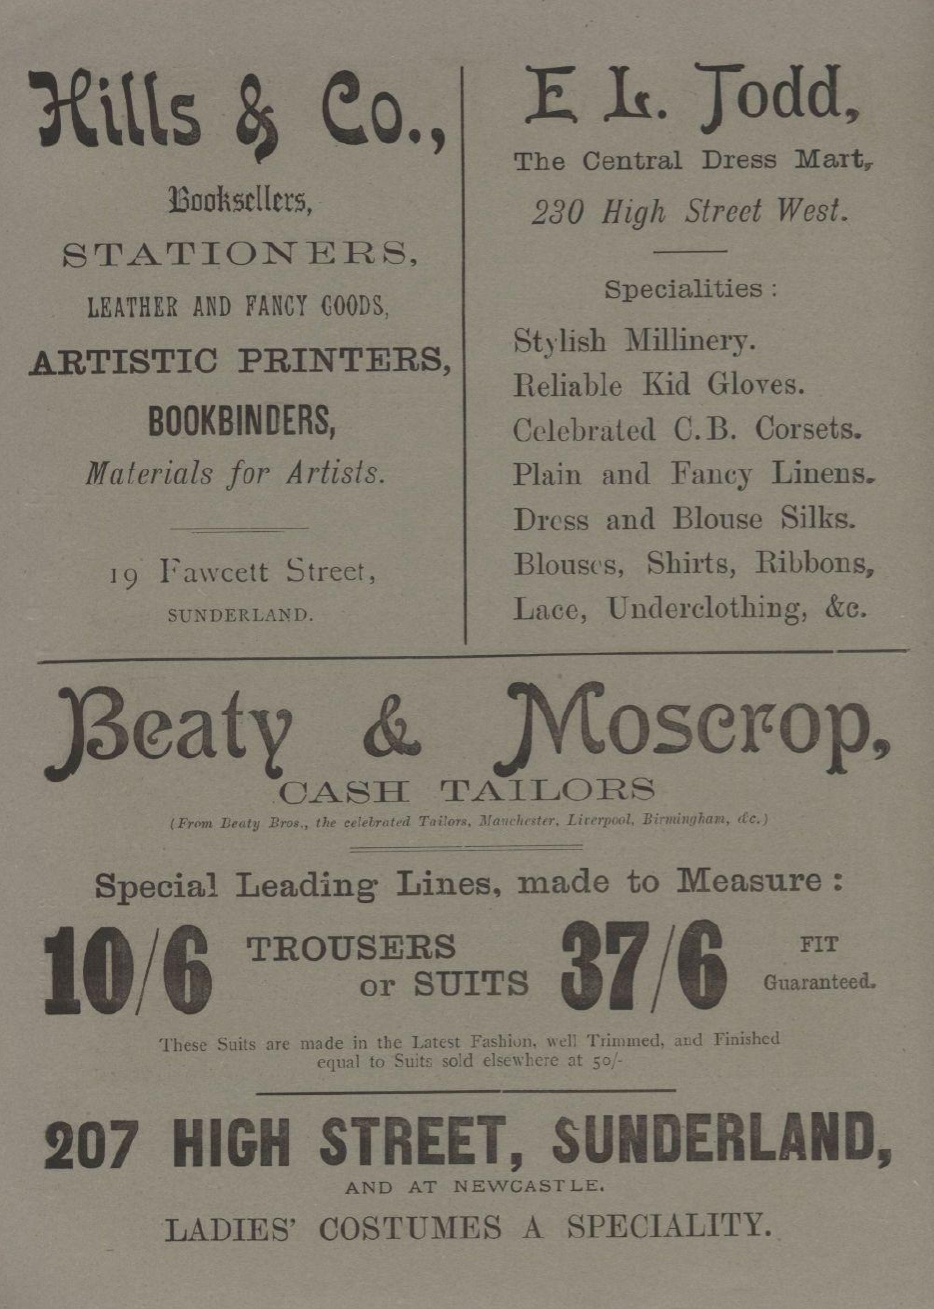 Hills & Co.,
Booksellers,
STATIONERS,
LEATHER AND FANCY GOODS,
ARTISTIC PRINTERS,
BOOKBINDERS,
Materials for Artists.
19 Fawcett Street,
SUNDERLAND.
E L. Todd,
The Central Dress Mart,
230 High Street West.
Specialities :
Stylish Millinery.
Reliable Kid Gloves.
Celebrated C.B. Corsets.
Plain and Fancy Linens.
Dress and Blouse Silks.
Blouses, Shirts, Ribbons,
Lace, Underclothing, &c.
Beaty & Moscrop,
CASH TAILORS
(From Beaty Bros., the celebrated Tailors, Manchester, Liverpool, Birmingham, &c.)
Special Leading Lines, made to Measure :
10/6 TROUSERS or SUITS 37/6 FIT Guaranteed.
These Suits are made in the Latest Fashion, well Trimmed, and Finished
equal to Suits sold elsewhere at 50/-
207 HIGH STREET, SUNDERLAND,
AND AT NEWCASTLE.
LADIES' COSTUMES A SPECIALITY.